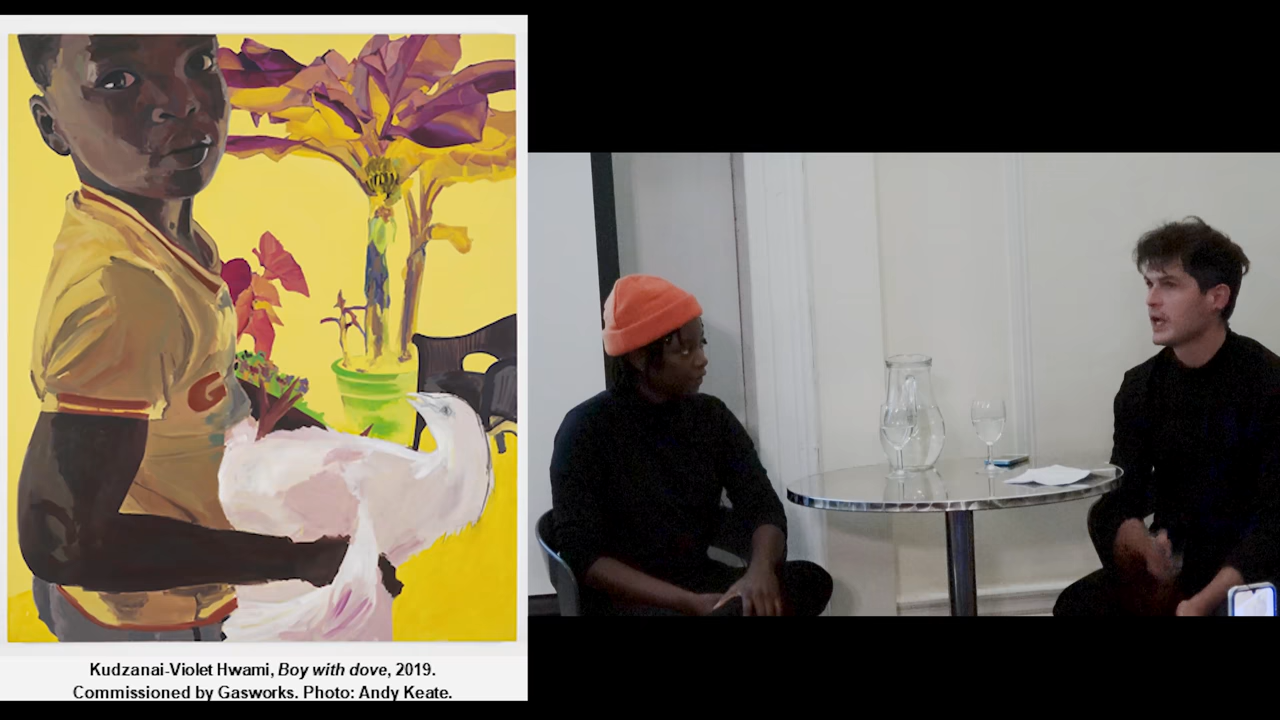 G
Kudzanai-Violet Hwami, Boy with dove, 2019.
Commissioned by Gasworks. Photo: Andy Keate.